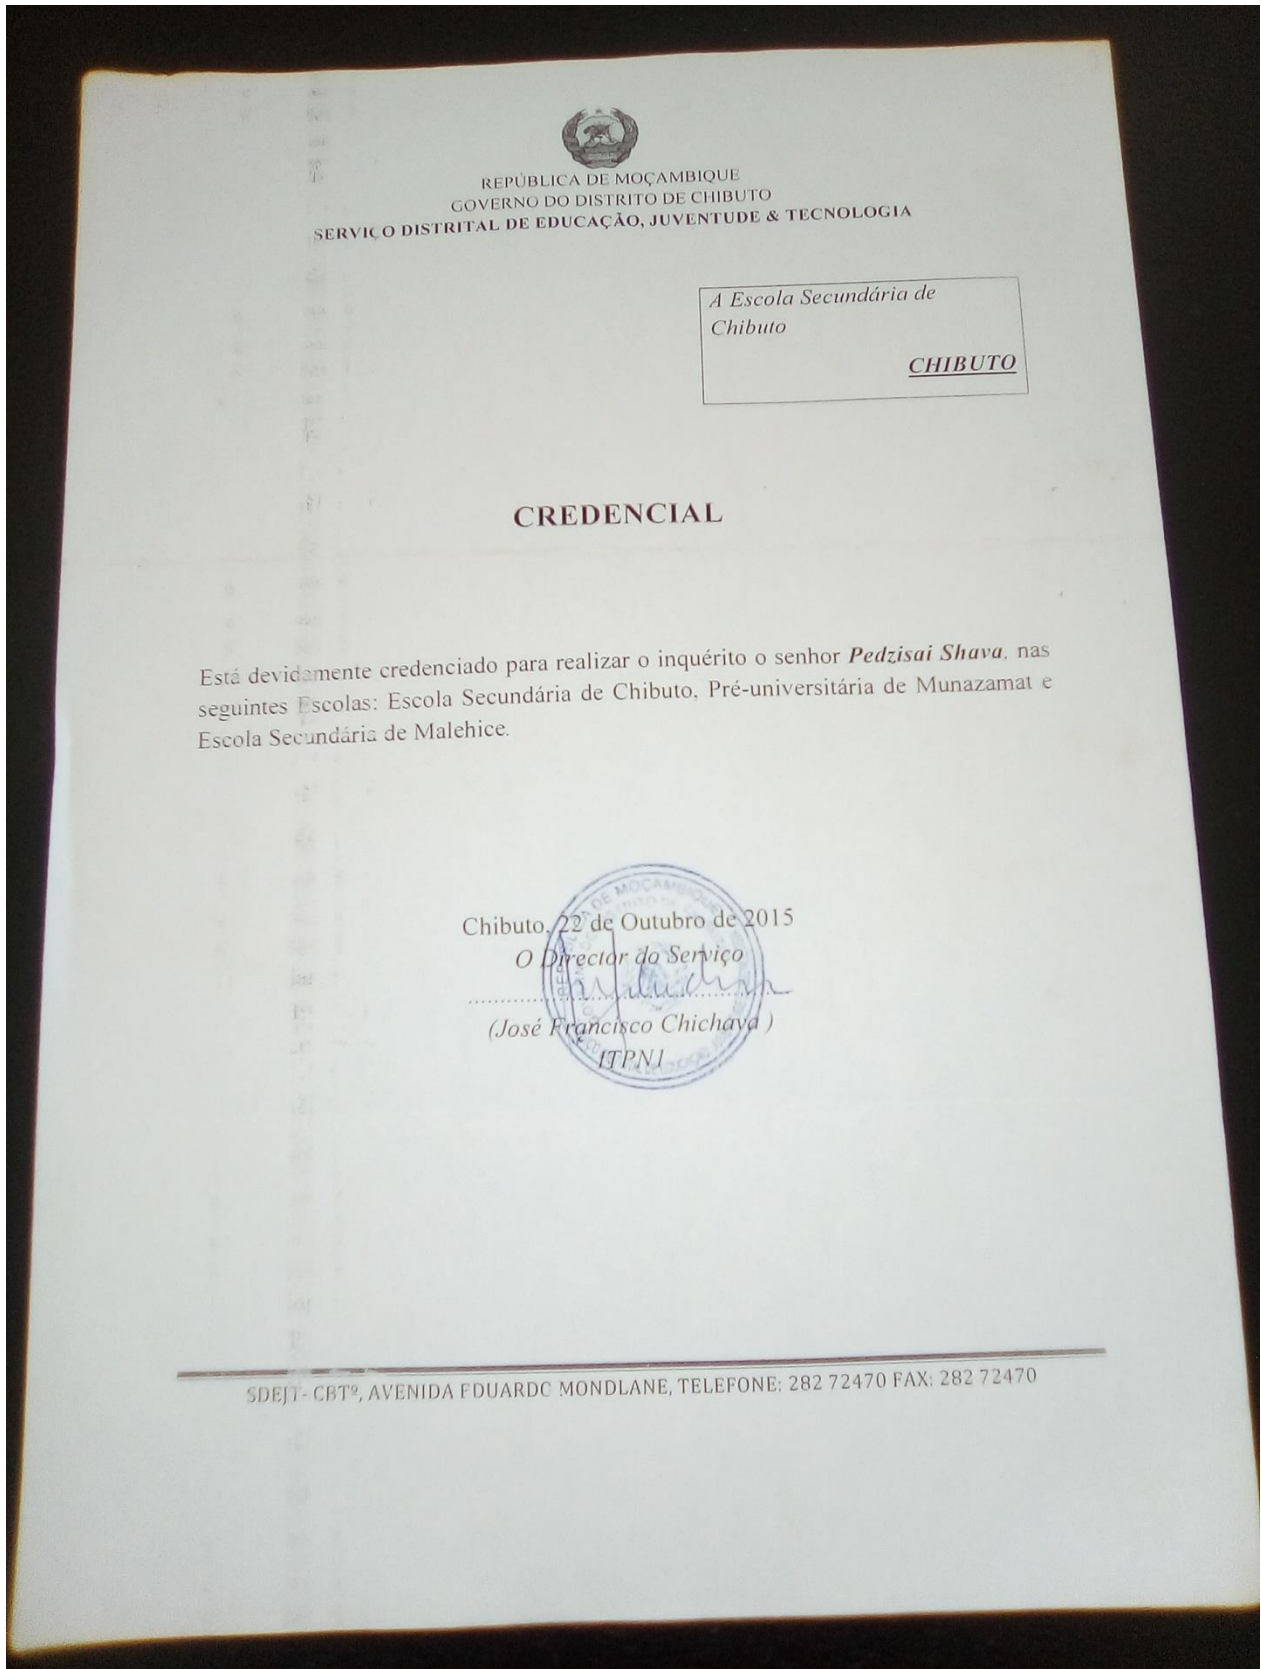 REPÚBLICA DE MOÇAMBIQUE
GOVERNO DO DISTRITO DE CHIBUTO
SERVIÇO DISTRITAL DE EDUCAÇÃO, JUVENTUDE & TECNOLOGIA
A Escola Secundária de
Chibuto
CHIBUTO
CREDENCIAL
Está devidamente credenciado para realizar o inquérito o senhor Pedzisai Shava, nas
seguintes Escolas: Escola Secundária de Chibuto, Pré-universitária de Munazamat e
Escola Secundária de Malehice.
Chibuto, 22 de Outubro de 2015
O Director do Serviço
(José Francisco Chichava )
ITPN1
SDEJT- CBTº, AVENIDA EDUARDO MONDLANE, TELEFONE: 282 72470 FAX: 282 72470